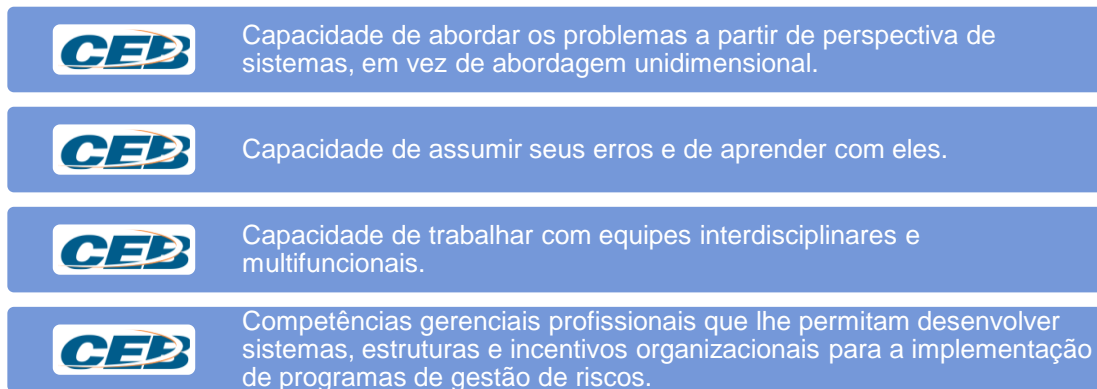 CEB
Capacidade de abordar os problemas a partir de perspectiva de
sistemas, em vez de abordagem unidimensional.
CEB
Capacidade de assumir seus erros e de aprender com eles.
CEB
Capacidade de trabalhar com equipes interdisciplinares e
multifuncionais.
CEB
Competências gerenciais profissionais que lhe permitam desenvolver
sistemas, estruturas e incentivos organizacionais para a implementação
de programas de gestão de riscos.